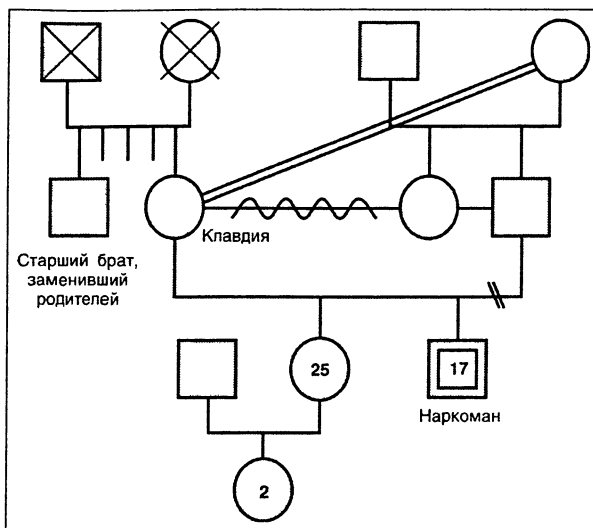 Клавдия
Старший брат,
заменивший
родителей
25
17
Наркоман
2